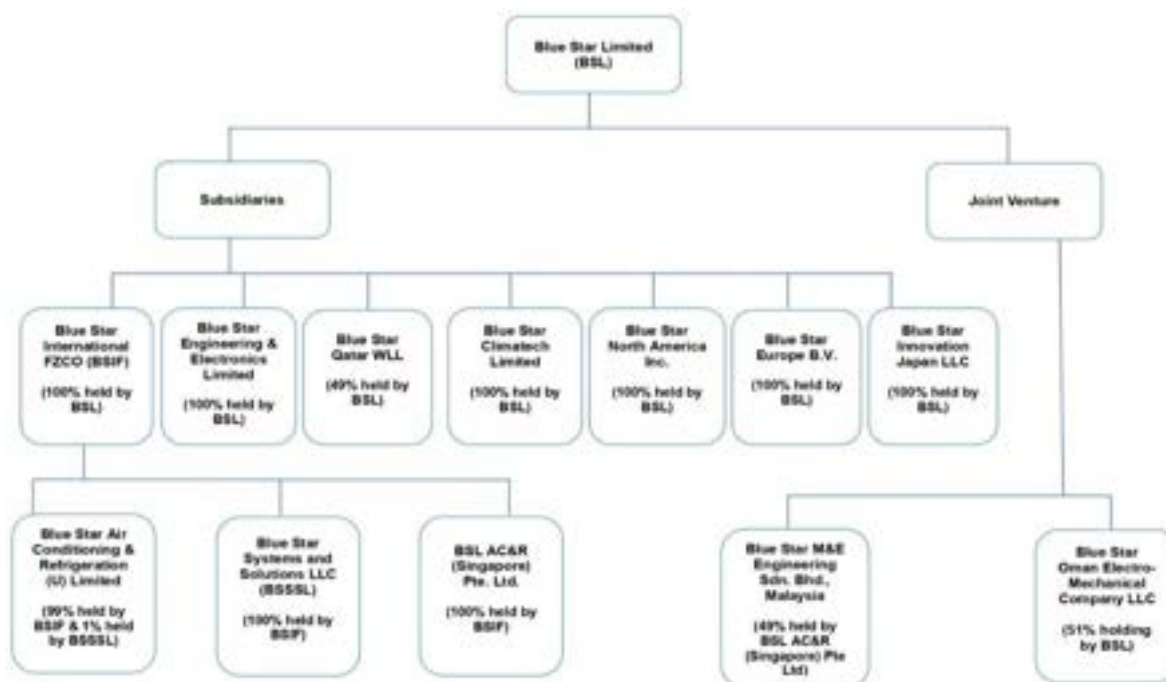 Blue Star Limited
(BSL)
Subsidiaries
Joint Venture
Blue Star
International
FZCO (BSIF)
(100% held by
BSL)
Blue Star
Engineering &
Electronics
Limited
(100% held by
BSL)
Blue Star
Qatar WLL
(49% held by
BSL)
Blue Star
Climatech
Limited
(100% held by
BSL)
Blue Star
North America
Inc.
(100% held by
BSL)
Blue Star
Europe B.V.
(100% held by
BSL)
Blue Star
Innovation
Japan LLC
(100% held by
BSL)
Blue Star Air
Conditioning &
Refrigeration
(U) Limited
(99% held by
BSIF & 1% held
by BSSSL)
Blue Star
Systems and
Solutions LLC
(BSSSL)
(100% held by
BSIF)
BSL AC&R
(Singapore)
Pte. Ltd.
(100% held by
BSIF)
Blue Star M&E
Engineering
Sdn. Bhd.,
Malaysia
(49% held by
BSL AC&R
(Singapore) Pte
Ltd)
Blue Star
Oman Electro-
Mechanical
Company LLC
(51% holding
by BSL)